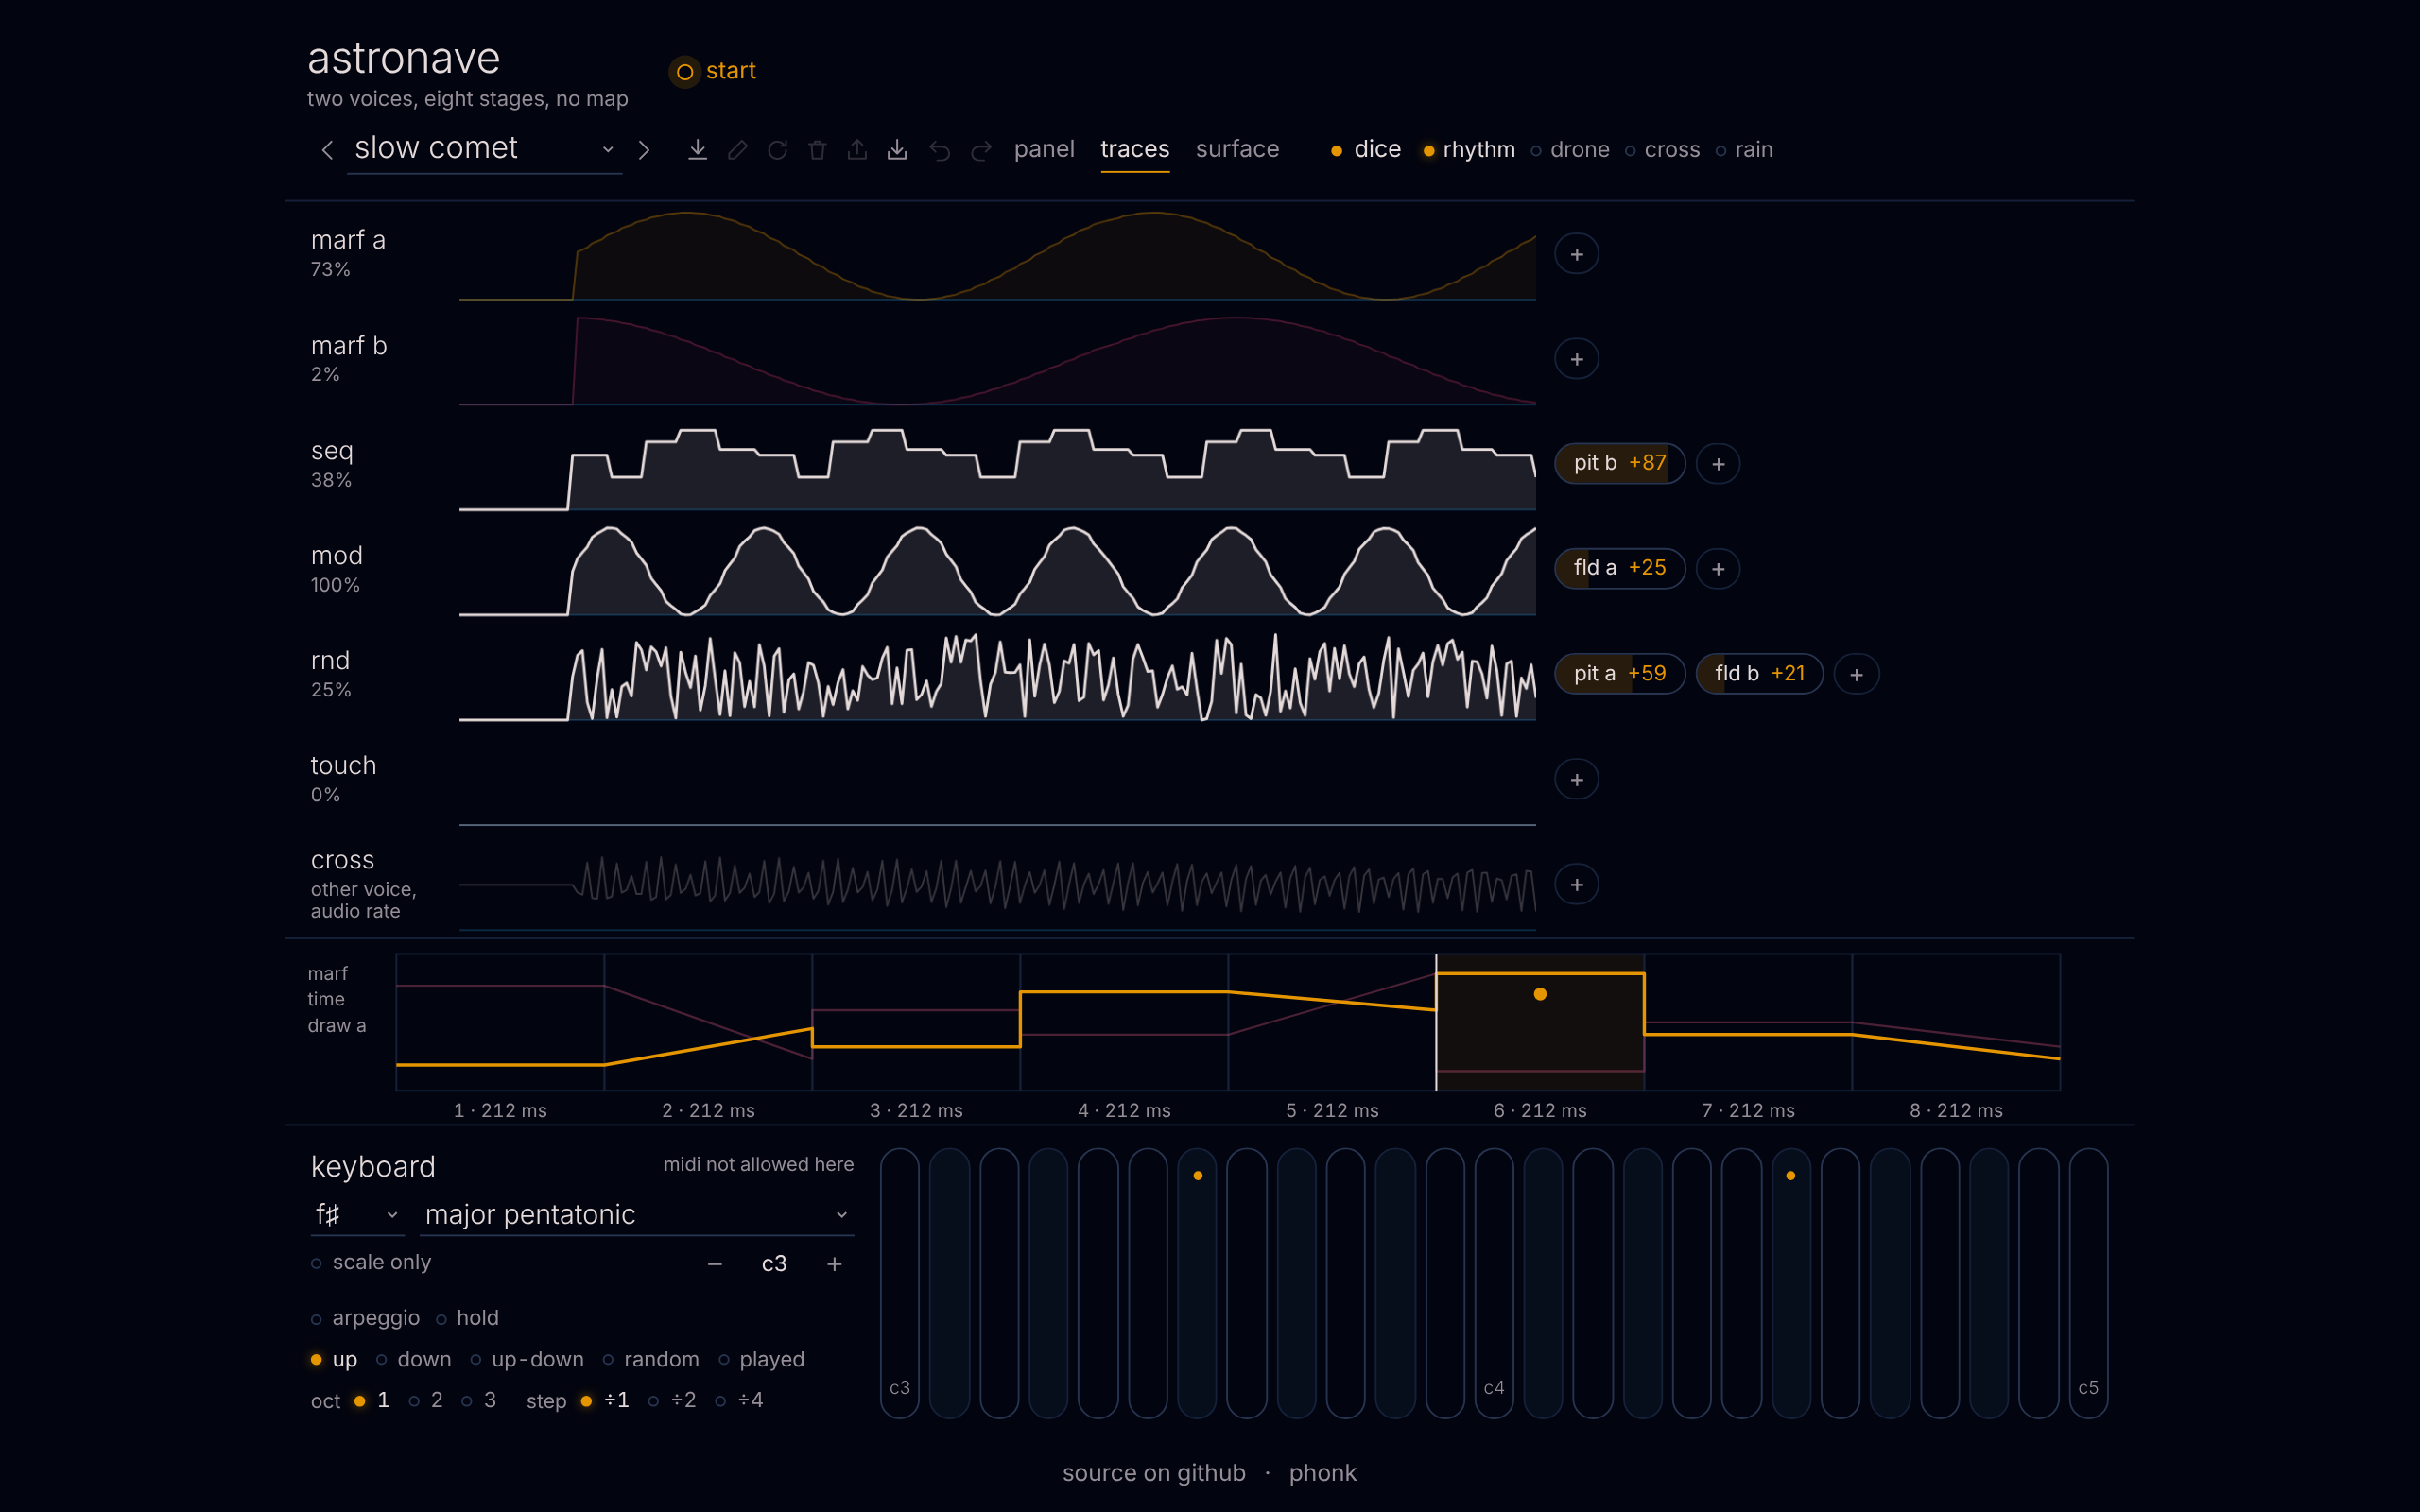 astronave
start
two voices, eight stages, no map
slow comet
panel traces surface dice rhythm drone cross rain
marf a
73%
+
marf b
2%
+
seq
38%
pit b +87 +
mod
100%
fld a +25 +
rnd
25%
pit a +59 fld b +21 +
touch
0%
+
cross
other voice,
audio rate
+
marf
time
draw a
1 · 212 ms 2 · 212 ms 3 · 212 ms 4 · 212 ms 5 · 212 ms 6 · 212 ms 7 · 212 ms 8 · 212 ms
keyboard midi not allowed here
f♯ major pentatonic
scale only − c3 +
arpeggio hold
up down up-down random played
oct 1 2 3 step ÷1 ÷2 ÷4
c3 c4 c5
source on github · phonk